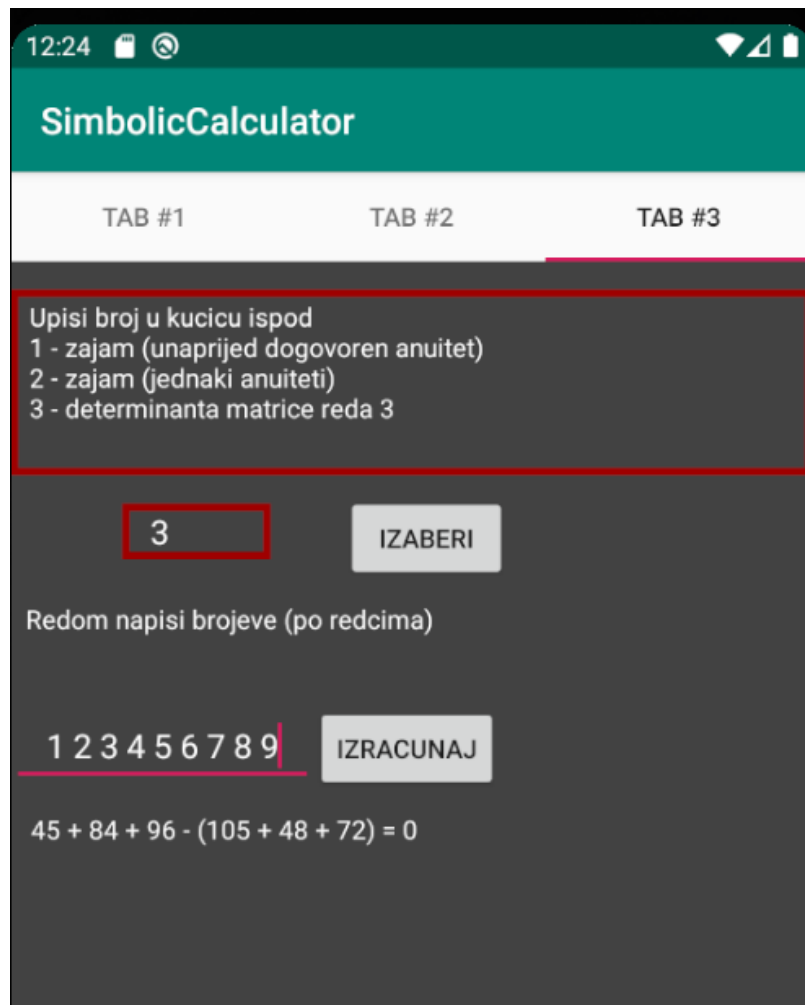 12:24
SimbolicCalculator
TAB #1 TAB #2 TAB #3
Upisi broj u kucicu ispod
1 - zajam (unaprijed dogovoren anuitet)
2 - zajam (jednaki anuiteti)
3 - determinanta matrice reda 3
3 IZABERI
Redom napisi brojeve (po redcima)
1 2 3 4 5 6 7 8 9 IZRACUNAJ
45 + 84 + 96 - (105 + 48 + 72) = 0